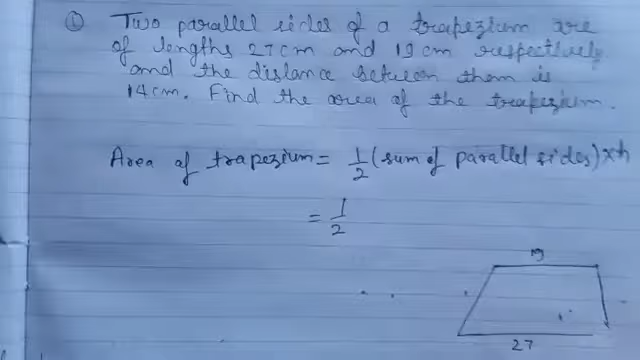 ① Two parallel sides of a trapezium are
of lengths 27 cm and 19 cm respectively
and the distance between them is
14 cm. Find the area of the trapezium.
Area of trapezium = 1/2 (sum of parallel sides) × h
= 1/2
19
27